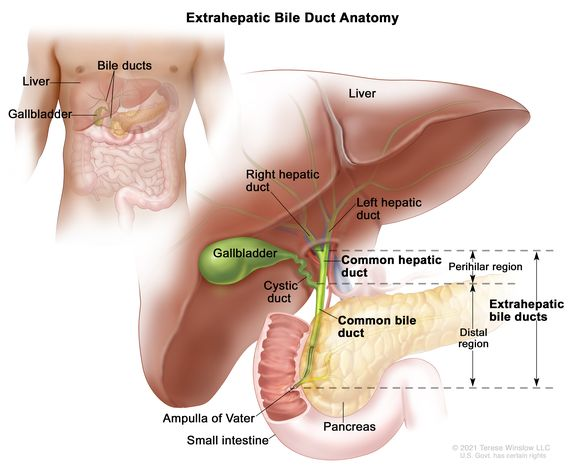 Extrahepatic Bile Duct Anatomy
Bile ducts
Liver
Gallbladder
Liver
Right hepatic
duct
Left hepatic
duct
Gallbladder
Common hepatic
duct
Perihilar region
Cystic
duct
Extrahepatic
bile ducts
Common bile
duct
Distal
region
Ampulla of Vater
Pancreas
Small intestine
© 2021 Terese Winslow LLC
U.S. Govt. has certain rights